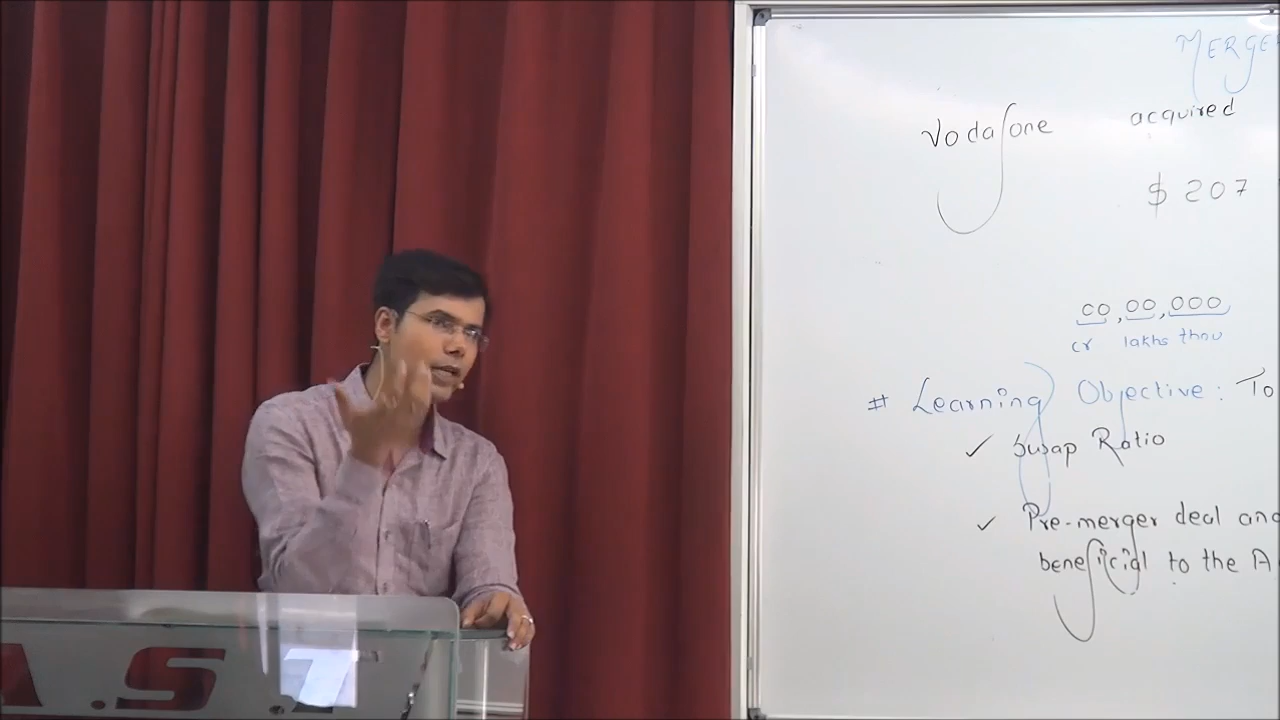 MERGE
Vodafone acquired
$ 207
00,00,000
cr lakhs thou
# Learning Objective: To
✓ Swap Ratio
✓ Pre-merger deal and
beneficial to the A
A.S.T